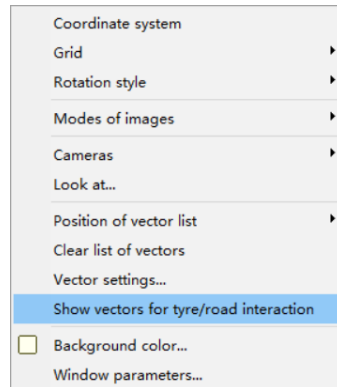 Coordinate system
Grid
Rotation style
Modes of images
Cameras
Look at...
Position of vector list
Clear list of vectors
Vector settings...
Show vectors for tyre/road interaction
Background color...
Window parameters...